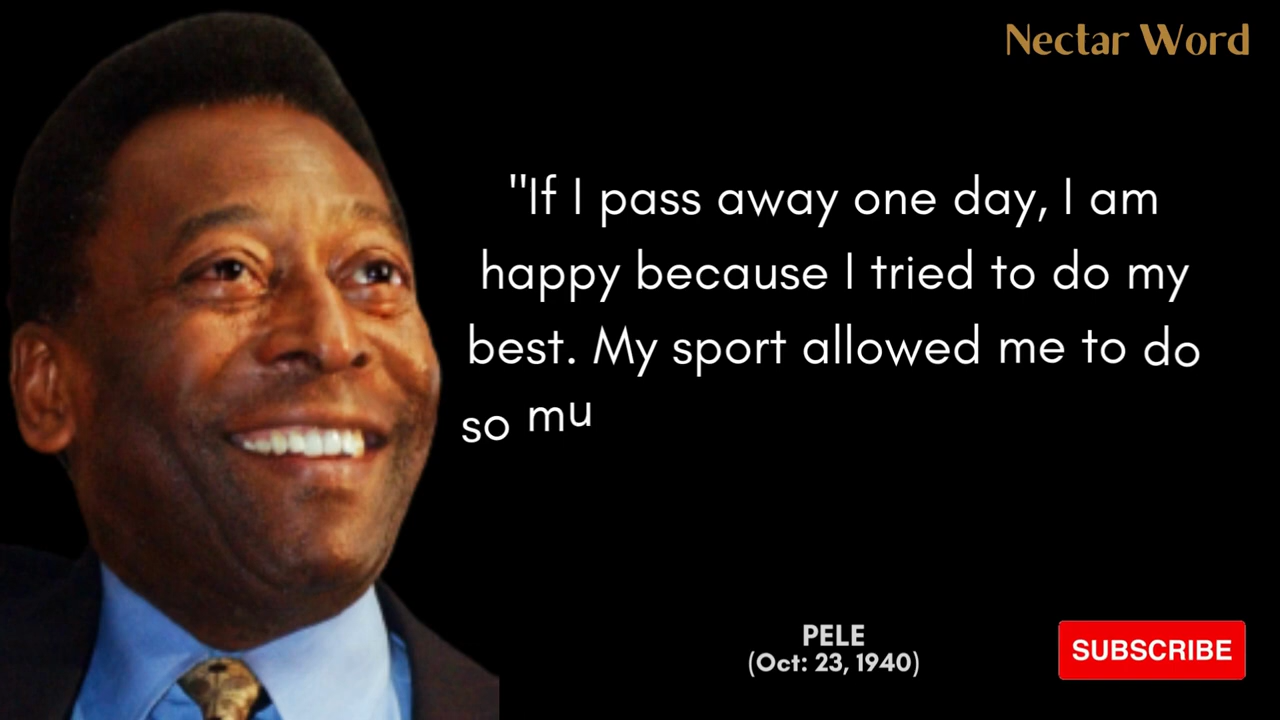 Nectar Word
"If I pass away one day, I am
happy because I tried to do my
best. My sport allowed me to do
so mu
PELE
(Oct: 23, 1940)
SUBSCRIBE